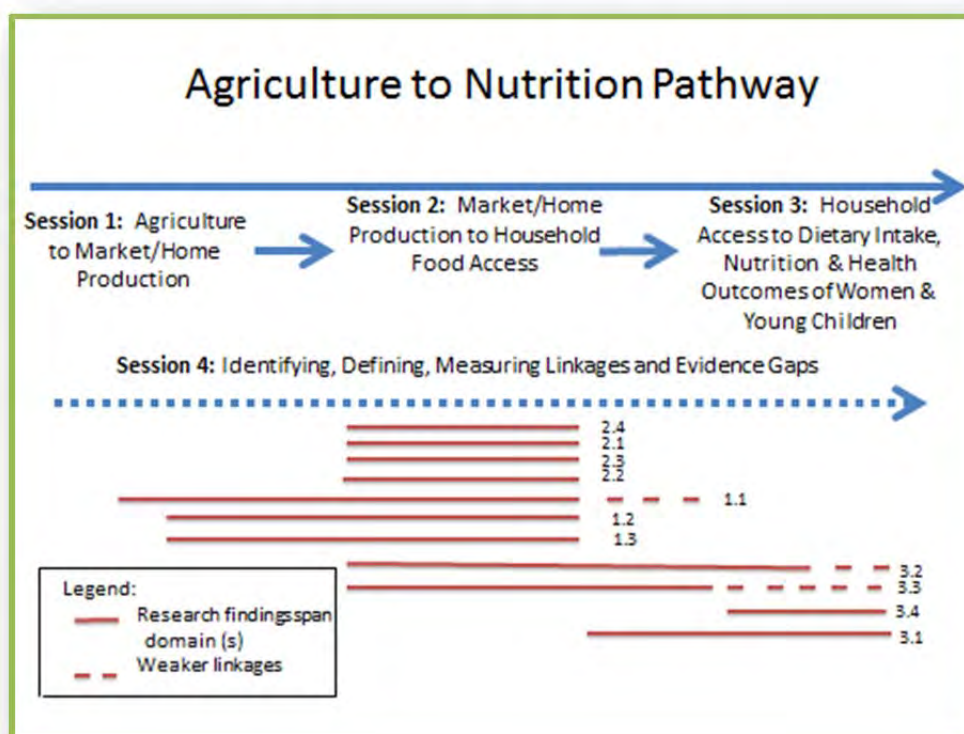 Agriculture to Nutrition Pathway
Session 1: Agriculture
to Market/Home
Production
Session 2: Market/Home
Production to Household
Food Access
Session 3: Household
Access to Dietary Intake,
Nutrition & Health
Outcomes of Women &
Young Children
Session 4: Identifying, Defining, Measuring Linkages and Evidence Gaps
2.4
2.1
2.3
2.2
1.1
1.2
1.3
3.2
3.3
3.4
3.1
Legend:
Research findingsspan
domain (s)
Weaker linkages